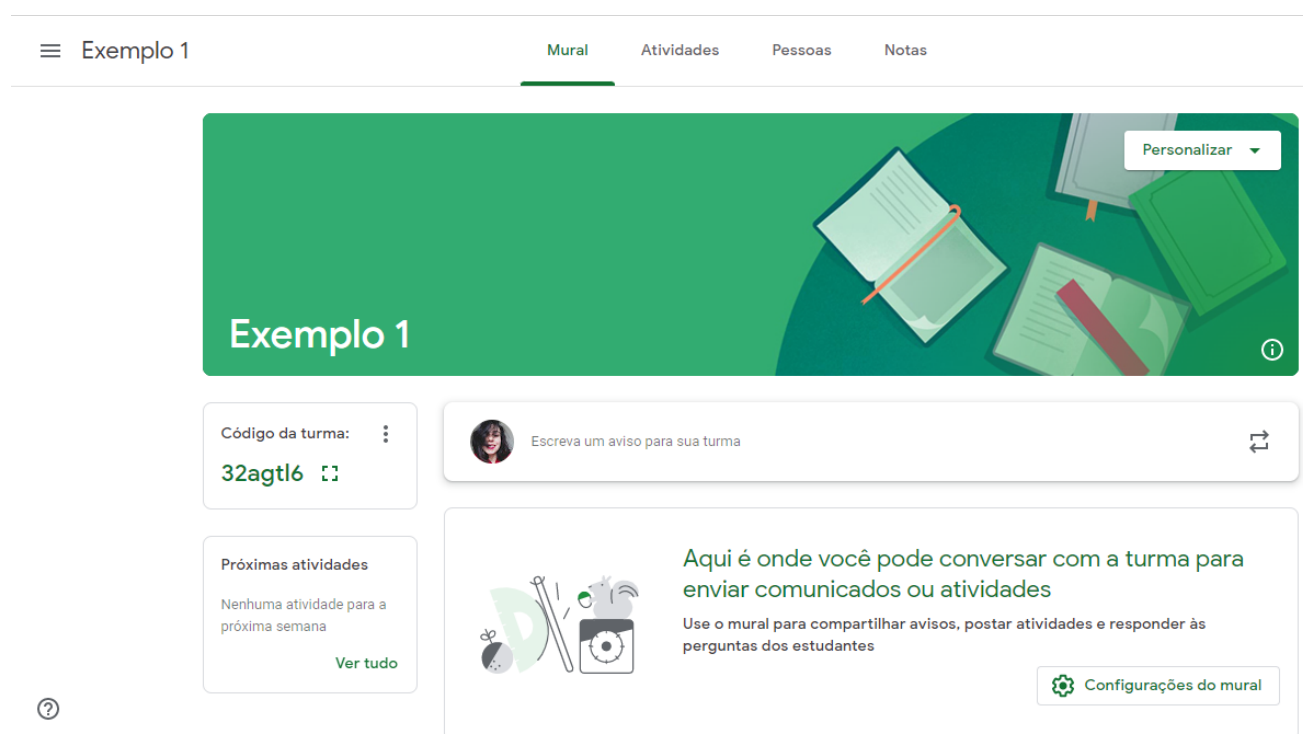 Exemplo 1
Mural
Atividades
Pessoas
Notas
Personalizar
Exemplo 1
Código da turma:
32agtl6
Escreva um aviso para sua turma
Próximas atividades
Nenhuma atividade para a
próxima semana
Ver tudo
Aqui é onde você pode conversar com a turma para
enviar comunicados ou atividades
Use o mural para compartilhar avisos, postar atividades e responder às
perguntas dos estudantes
Configurações do mural